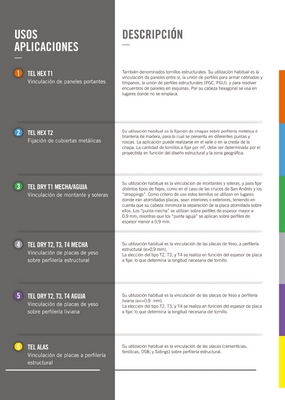 USOS
APLICACIONES
DESCRIPCIÓN
1 TEL HEX T1
Vinculación de paneles portantes
También denominados tornillos estructurales. Su utilización habitual es la
vinculación de paneles entre sí, la unión de perfiles para armar cabriadas y
tímpanos, la unión de perfiles estructurales (PGC, PGU), y para resolver
encuentros de paneles en esquinas. Por su cabeza hexagonal se usa en
lugares donde no se emplaca.
2 TEL HEX T2
Fijación de cubiertas metálicas
Su utilización habitual es la fijación de chapas sobre perfilería metálica ó
tirantería de madera, para lo cual se presenta en diferentes puntas y
roscas. La aplicación puede realizarse en el valle o en la cresta de la
chapa. La cantidad de tornillos a fijar por m², debe ser determinada por el
proyectista en función del diseño estructural y la zona geográfica.
3 TEL DRY T1 MECHA/AGUJA
Vinculación de montante y soleras
Su utilización habitual es la vinculación de montantes y soleras, y para fijar
distintos tipos de flejes, como en el caso de las cruces de San Andrés y los
"strappings". Como criterio de uso estos tornillos se utilizan en lugares
donde irán atornilladas placas, sean interiores o exteriores, teniendo en
cuenta que su cabeza minimiza la separación de la placa atornillada sobre
ellos. Los "punta mecha" se utilizan sobre perfiles de espesor mayor a
0,9 mm, mientras que los "punta aguja" se aplican sobre perfiles de
espesor menor a 0,9 mm.
4 TEL DRY T2, T3, T4 MECHA
Vinculación de placas de yeso
sobre perfilería estructural
Su utilización habitual es la vinculación de las placas de Yeso, a perfilería
estructural (e>0,9 mm).
La elección del tipo T2, T3, y T4 se realiza en función del espesor de placa
a fijar, lo que determina la longitud necesaria del tornillo.
5 TEL DRY T2, T3, T4 AGUJA
Vinculación de placas de yeso
sobre perfilería liviana
Su utilización habitual es la vinculación de las placas de Yeso a perfilería
liviana (e<=0,9 mm).
La elección del tipo T2, T3, y T4 se realiza en función del espesor de placa
a fijar, lo que determina la longitud necesaria del tornillo.
6 TEL ALAS
Vinculación de placas a perfilería
estructural
Su utilización habitual es la vinculación de las placas (cementicias,
fenólicas, OSB, y Sidings) sobre perfilería estructural.